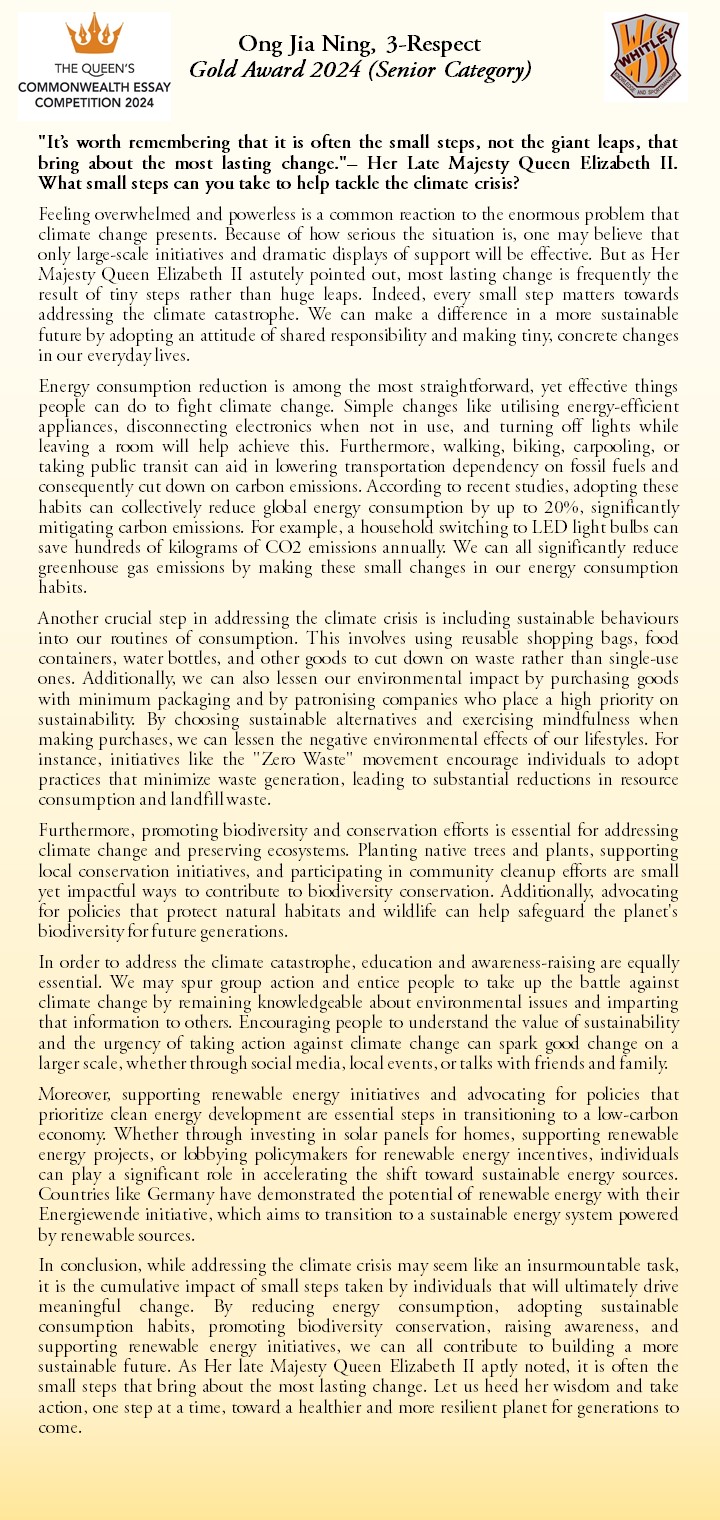 THE QUEEN'S
COMMONWEALTH ESSAY
COMPETITION 2024
Ong Jia Ning, 3-Respect
Gold Award 2024 (Senior Category)
WHITLEY
KNOWLEDGE AND SPORTSMANSHIP
"It's worth remembering that it is often the small steps, not the giant leaps, that
bring about the most lasting change."– Her Late Majesty Queen Elizabeth II.
What small steps can you take to help tackle the climate crisis?
Feeling overwhelmed and powerless is a common reaction to the enormous problem that
climate change presents. Because of how serious the situation is, one may believe that
only large-scale initiatives and dramatic displays of support will be effective. But as Her
Majesty Queen Elizabeth II astutely pointed out, most lasting change is frequently the
result of tiny steps rather than huge leaps. Indeed, every small step matters towards
addressing the climate catastrophe. We can make a difference in a more sustainable
future by adopting an attitude of shared responsibility and making tiny, concrete changes
in our everyday lives.
Energy consumption reduction is among the most straightforward, yet effective things
people can do to fight climate change. Simple changes like utilising energy-efficient
appliances, disconnecting electronics when not in use, and turning off lights while
leaving a room will help achieve this. Furthermore, walking, biking, carpooling, or
taking public transit can aid in lowering transportation dependency on fossil fuels and
consequently cut down on carbon emissions. According to recent studies, adopting these
habits can collectively reduce global energy consumption by up to 20%, significantly
mitigating carbon emissions. For example, a household switching to LED light bulbs can
save hundreds of kilograms of CO2 emissions annually. We can all significantly reduce
greenhouse gas emissions by making these small changes in our energy consumption
habits.
Another crucial step in addressing the climate crisis is including sustainable behaviours
into our routines of consumption. This involves using reusable shopping bags, food
containers, water bottles, and other goods to cut down on waste rather than single-use
ones. Additionally, we can also lessen our environmental impact by purchasing goods
with minimum packaging and by patronising companies who place a high priority on
sustainability. By choosing sustainable alternatives and exercising mindfulness when
making purchases, we can lessen the negative environmental effects of our lifestyles. For
instance, initiatives like the "Zero Waste" movement encourage individuals to adopt
practices that minimize waste generation, leading to substantial reductions in resource
consumption and landfill waste.
Furthermore, promoting biodiversity and conservation efforts is essential for addressing
climate change and preserving ecosystems. Planting native trees and plants, supporting
local conservation initiatives, and participating in community cleanup efforts are small
yet impactful ways to contribute to biodiversity conservation. Additionally, advocating
for policies that protect natural habitats and wildlife can help safeguard the planet's
biodiversity for future generations.
In order to address the climate catastrophe, education and awareness-raising are equally
essential. We may spur group action and entice people to take up the battle against
climate change by remaining knowledgeable about environmental issues and imparting
that information to others. Encouraging people to understand the value of sustainability
and the urgency of taking action against climate change can spark good change on a
larger scale, whether through social media, local events, or talks with friends and family.
Moreover, supporting renewable energy initiatives and advocating for policies that
prioritize clean energy development are essential steps in transitioning to a low-carbon
economy. Whether through investing in solar panels for homes, supporting renewable
energy projects, or lobbying policymakers for renewable energy incentives, individuals
can play a significant role in accelerating the shift toward sustainable energy sources.
Countries like Germany have demonstrated the potential of renewable energy with their
Energiewende initiative, which aims to transition to a sustainable energy system powered
by renewable sources.
In conclusion, while addressing the climate crisis may seem like an insurmountable task,
it is the cumulative impact of small steps taken by individuals that will ultimately drive
meaningful change. By reducing energy consumption, adopting sustainable
consumption habits, promoting biodiversity conservation, raising awareness, and
supporting renewable energy initiatives, we can all contribute to building a more
sustainable future. As Her late Majesty Queen Elizabeth II aptly noted, it is often the
small steps that bring about the most lasting change. Let us heed her wisdom and take
action, one step at a time, toward a healthier and more resilient planet for generations to
come.